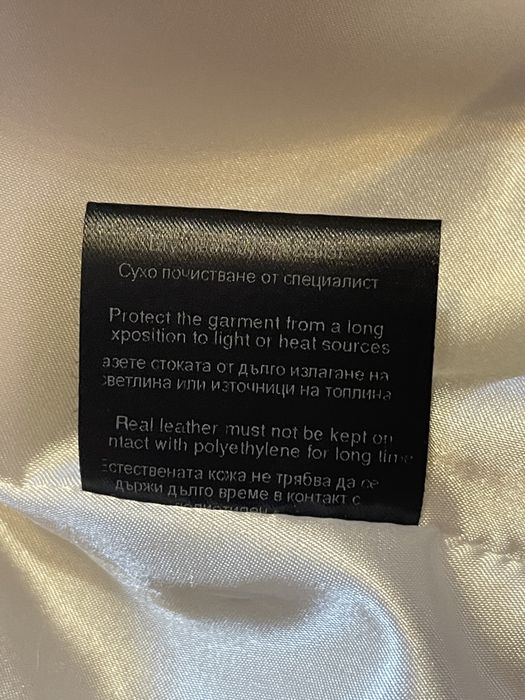 Сухо почистване от специалист
Protect the garment from a long
xposition to light or heat sources
азете стоката от дълго излагане на
светлина или източници на топлина
Real leather must not be kept on
ntact with polyethylene for long time
Естествената кожа не трябва да се
държи дълго време в контакт с